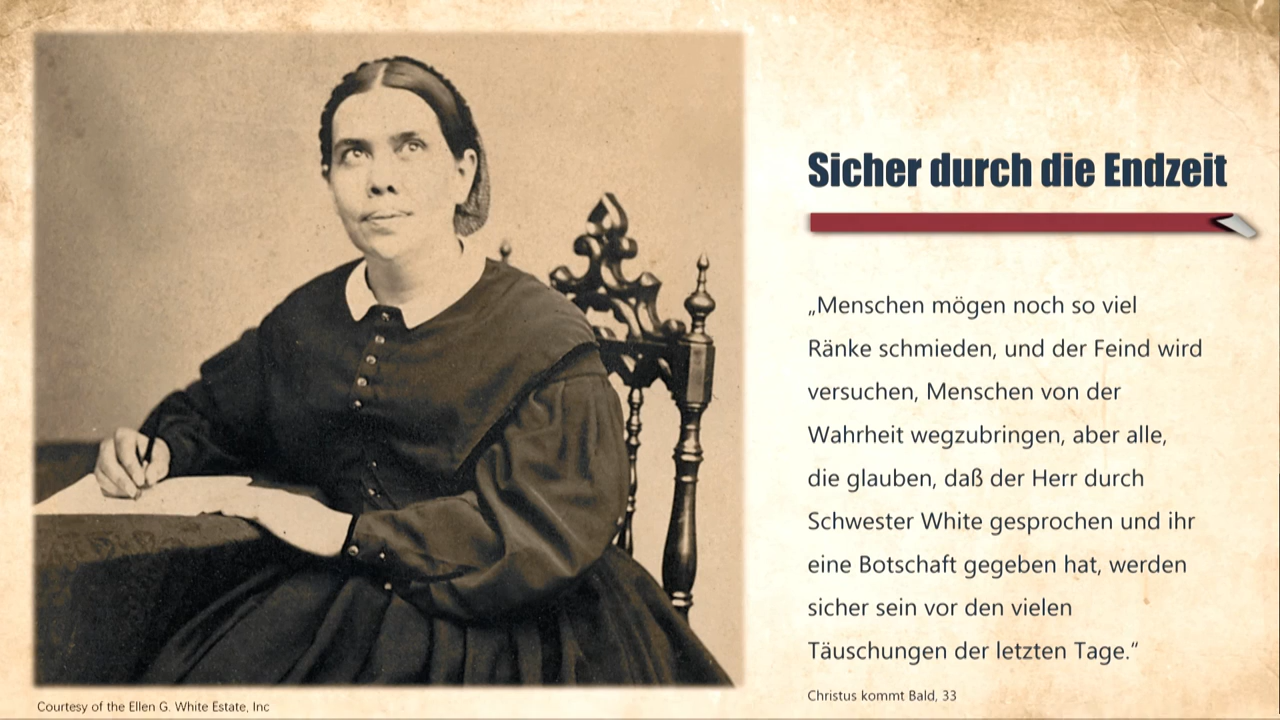 Sicher durch die Endzeit
„Menschen mögen noch so viel
Ränke schmieden, und der Feind wird
versuchen, Menschen von der
Wahrheit wegzubringen, aber alle,
die glauben, daß der Herr durch
Schwester White gesprochen und ihr
eine Botschaft gegeben hat, werden
sicher sein vor den vielen
Täuschungen der letzten Tage.“
Christus kommt Bald, 33
Courtesy of the Ellen G. White Estate, Inc